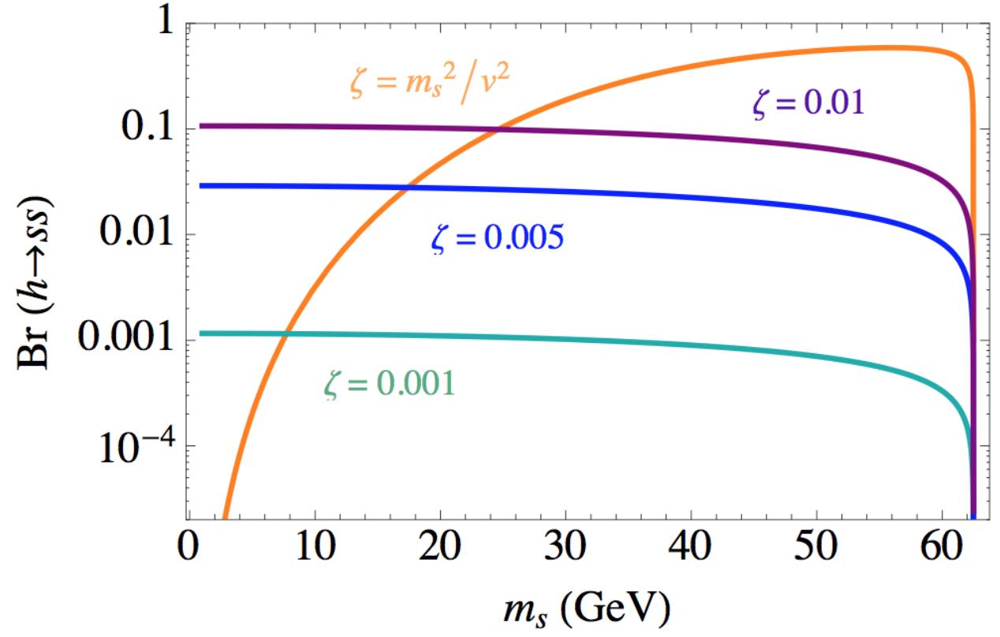 1
ζ = mₛ²/v²
ζ = 0.01
0.1
Br (h→ss)
0.01
ζ = 0.005
0.001
ζ = 0.001
10⁻⁴
0 10 20 30 40 50 60
mₛ (GeV)